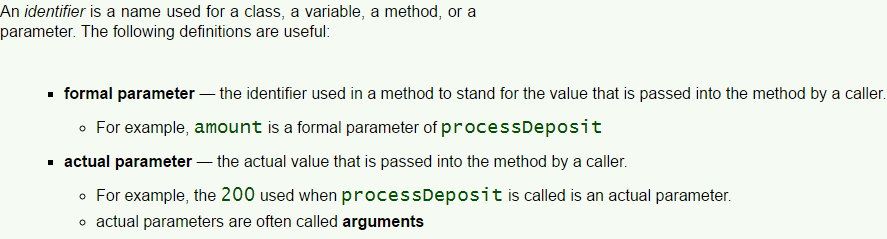 An identifier is a name used for a class, a variable, a method, or a
parameter. The following definitions are useful:
▪ formal parameter — the identifier used in a method to stand for the value that is passed into the method by a caller.
◦ For example, amount is a formal parameter of processDeposit
▪ actual parameter — the actual value that is passed into the method by a caller.
◦ For example, the 200 used when processDeposit is called is an actual parameter.
◦ actual parameters are often called arguments